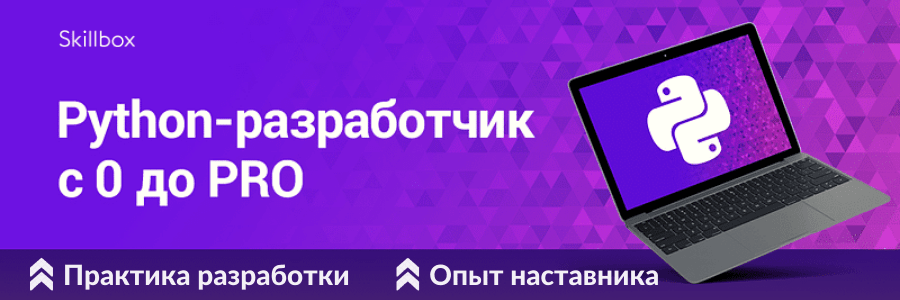 Skillbox
Python-разработчик
с 0 до PRO
Практика разработки
Опыт наставника